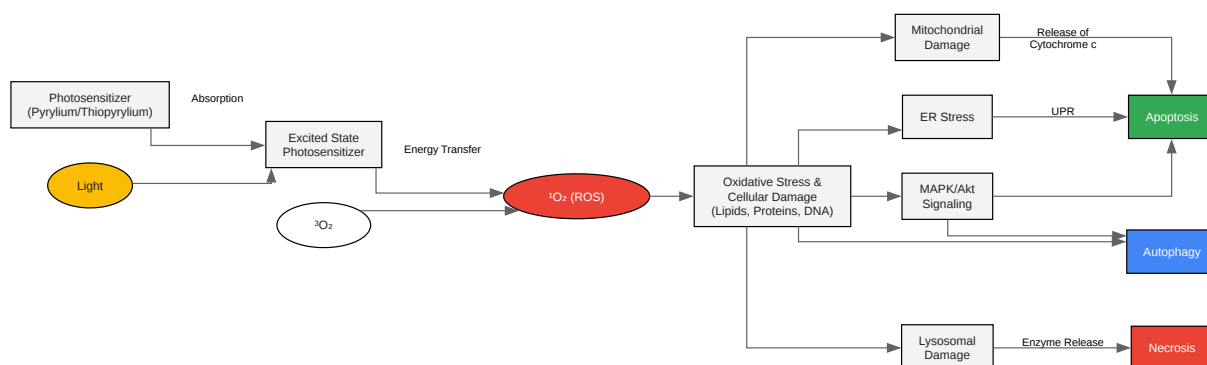 Photosensitizer
(Pyrylium/Thiopyrylium)
Absorption
Light
Excited State
Photosensitizer
Energy Transfer
³O₂
¹O₂ (ROS)
Oxidative Stress &
Cellular Damage
(Lipids, Proteins, DNA)
Mitochondrial
Damage
Release of
Cytochrome c
ER Stress
UPR
Apoptosis
MAPK/Akt
Signaling
Autophagy
Lysosomal
Damage
Enzyme Release
Necrosis